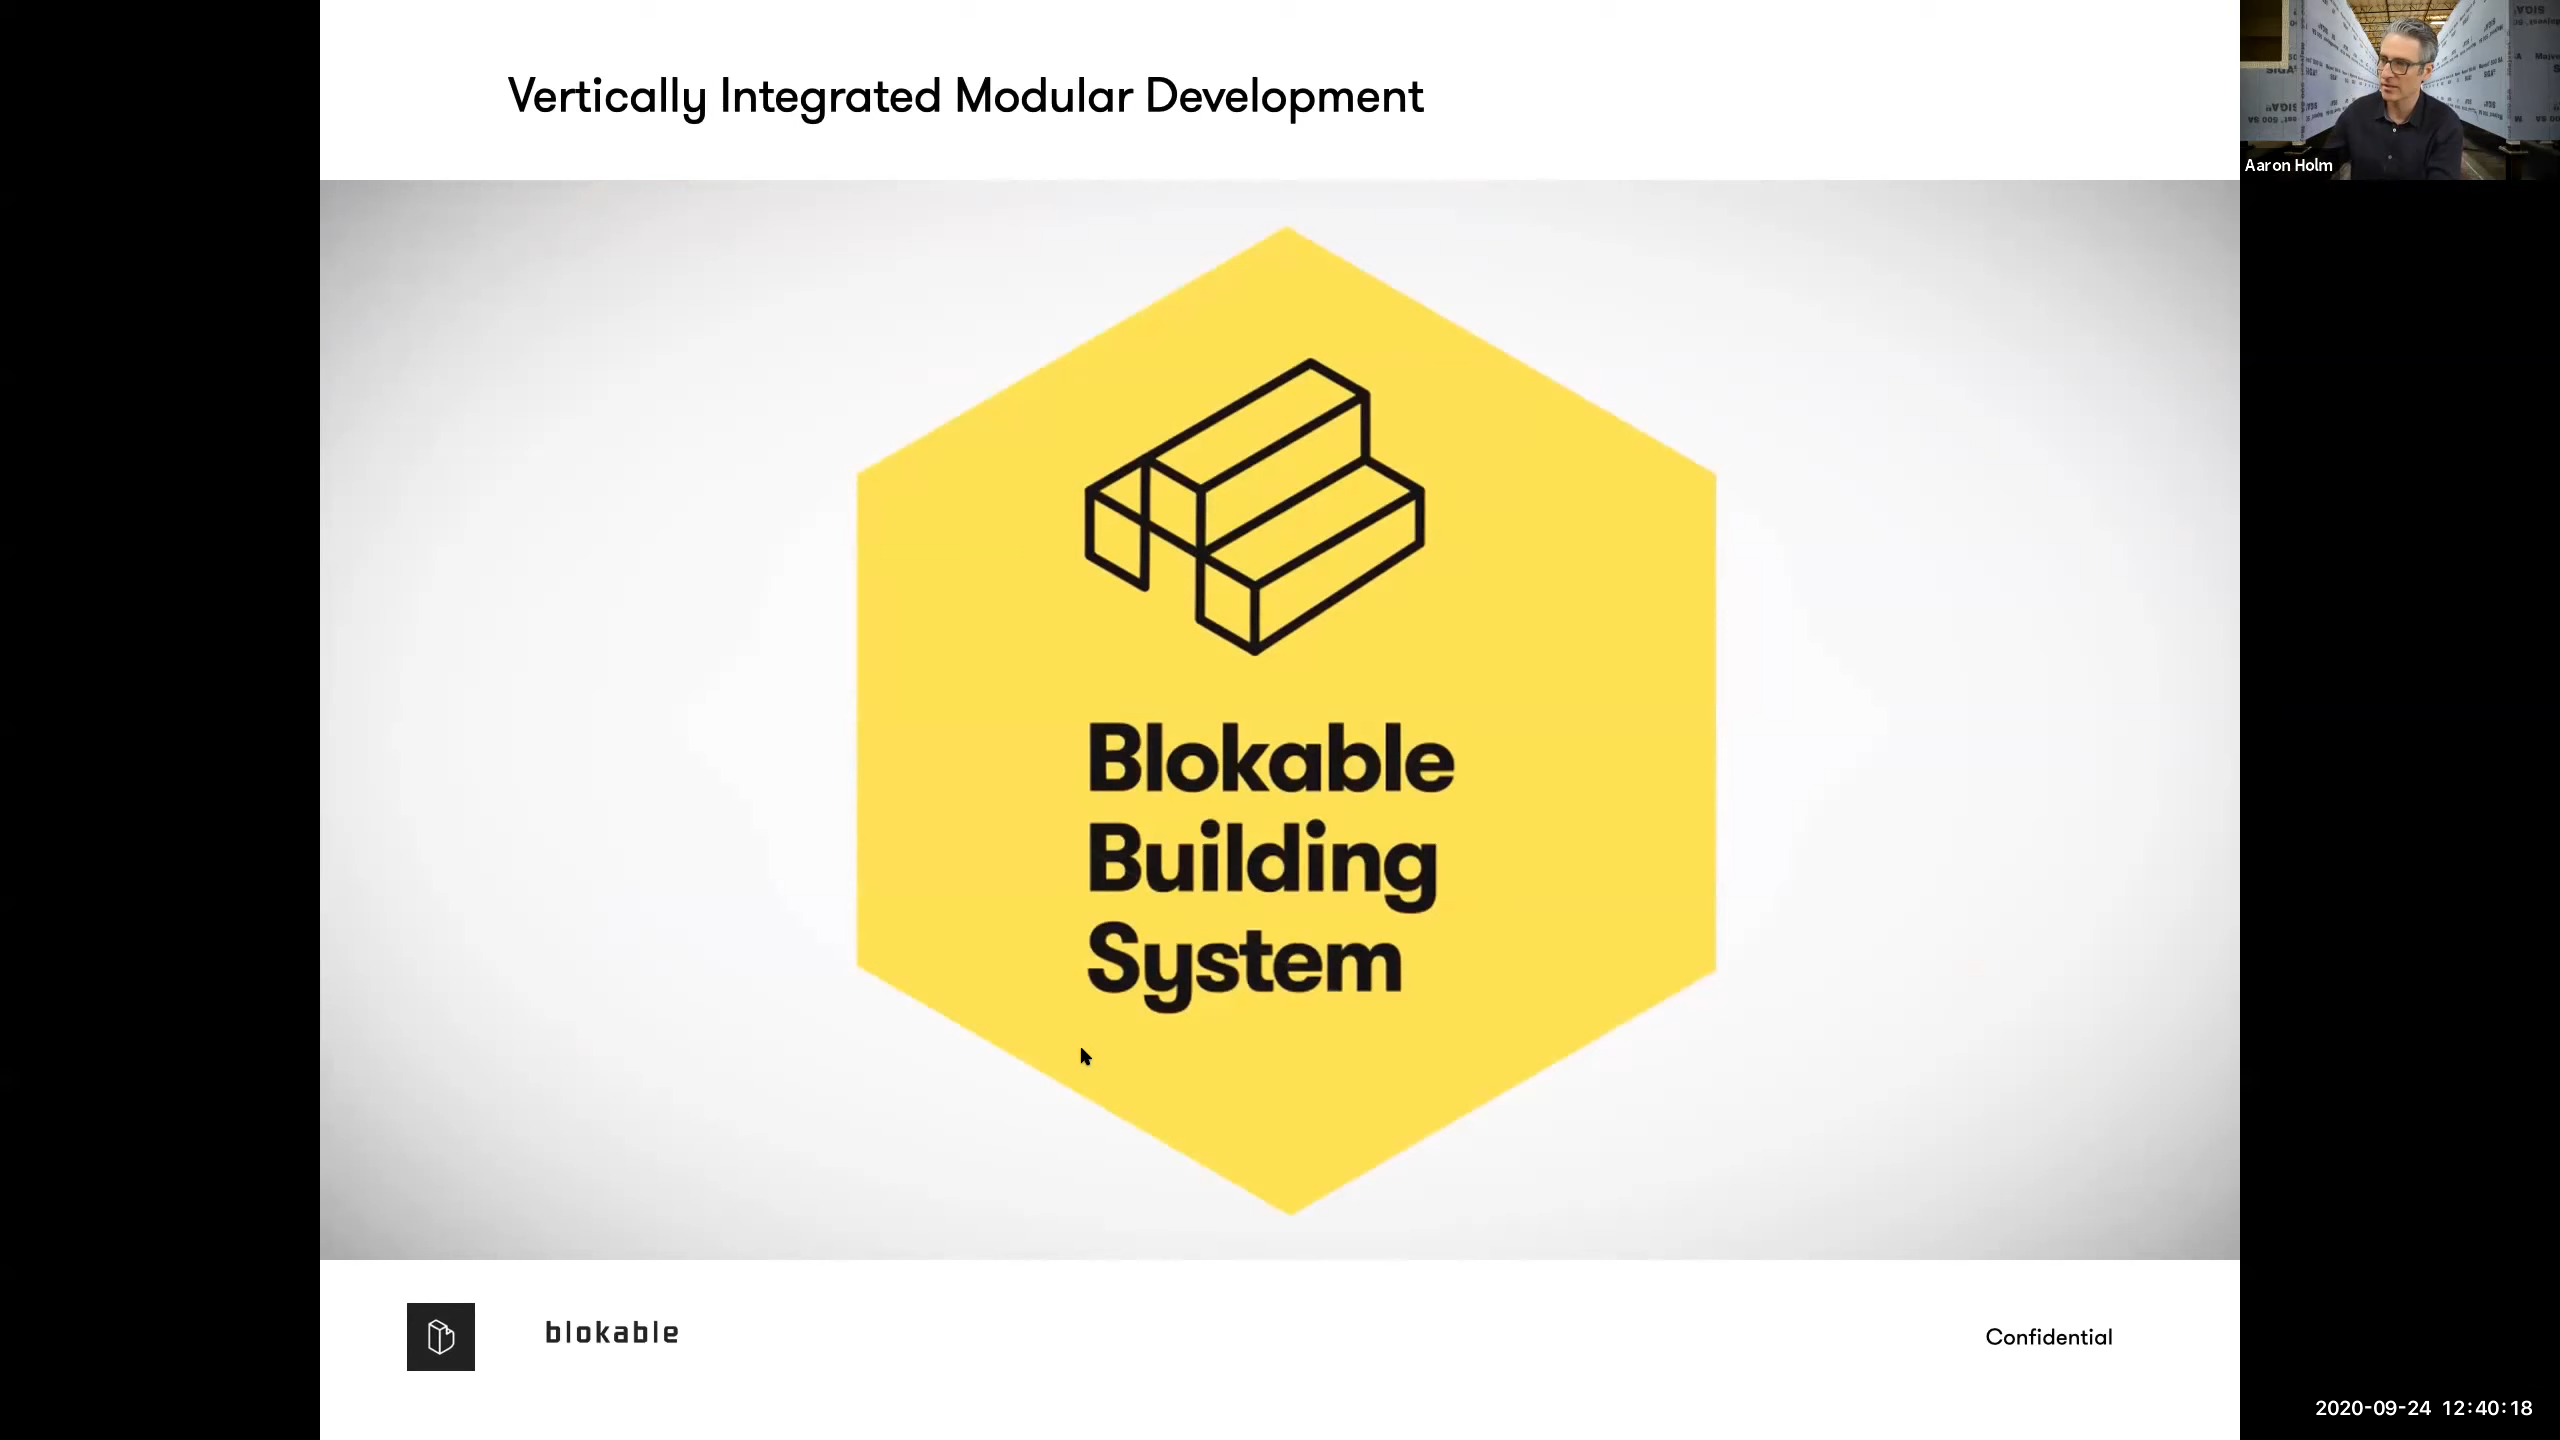 Vertically Integrated Modular Development
Aaron Holm
Blokable
Building
System
blokable
Confidential
2020-09-24 12:40:18